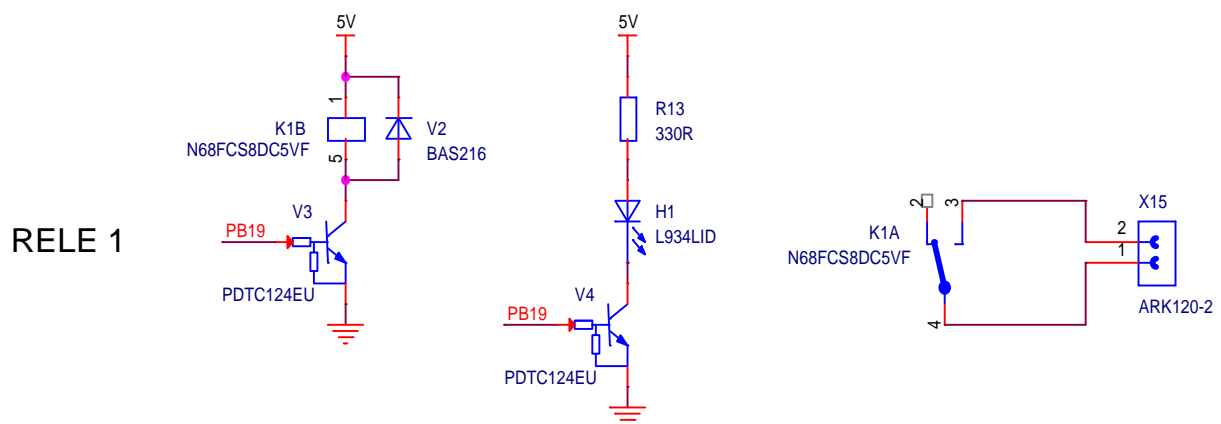 RELE 1
5V
1
K1B
N68FCS8DC5VF
5
V2
BAS216
V3
PB19
PDTC124EU
5V
R13
330R
H1
L934LID
V4
PB19
PDTC124EU
2
3
K1A
N68FCS8DC5VF
4
X15
2
1
ARK120-2